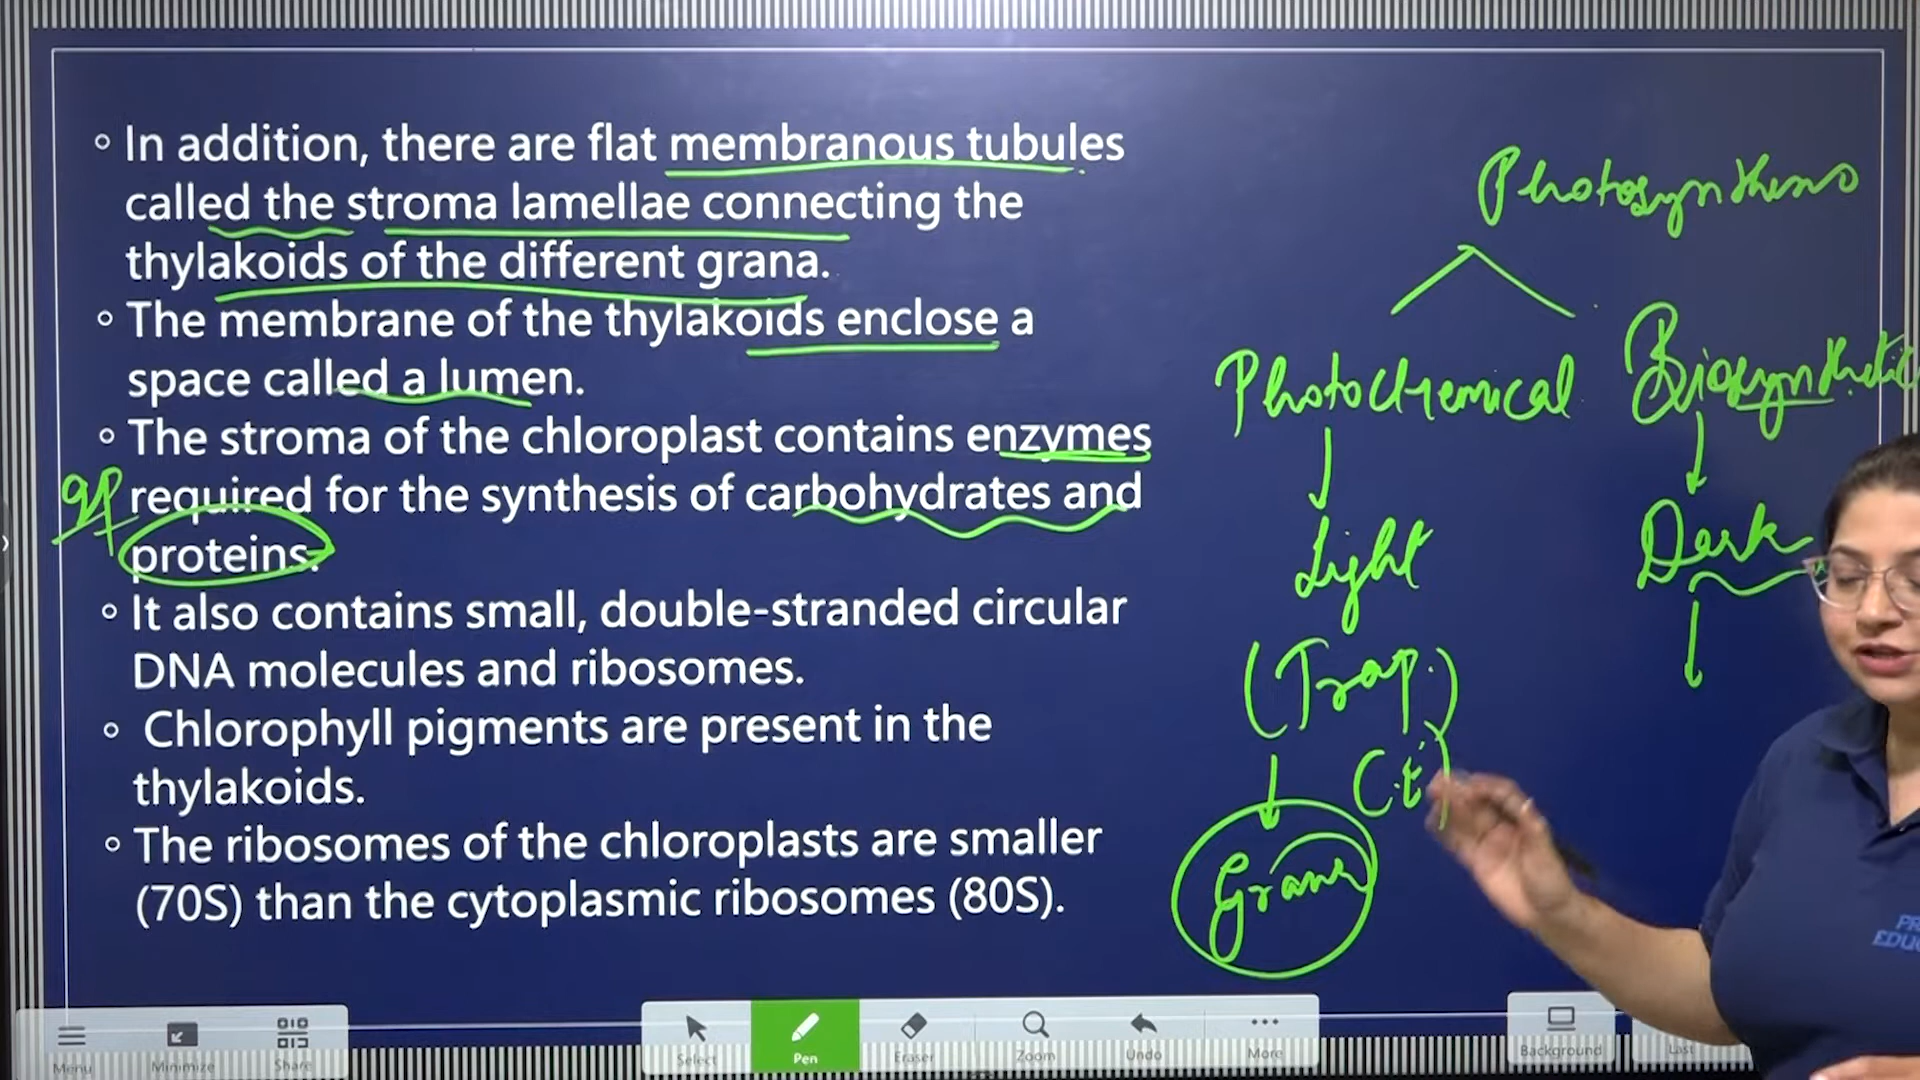 ◦ In addition, there are flat membranous tubules
called the stroma lamellae connecting the
thylakoids of the different grana.
◦ The membrane of the thylakoids enclose a
space called a lumen.
◦ The stroma of the chloroplast contains enzymes
required for the synthesis of carbohydrates and
proteins.
◦ It also contains small, double-stranded circular
DNA molecules and ribosomes.
◦ Chlorophyll pigments are present in the
thylakoids.
◦ The ribosomes of the chloroplasts are smaller
(70S) than the cytoplasmic ribosomes (80S).
Photosynthesis
Photochemical
Biosynthetic
Light
Dark
(Trap.)
Grana
Menu
Minimize
Share
Select
Pen
Eraser
Zoom
Undo
More
Background
Last